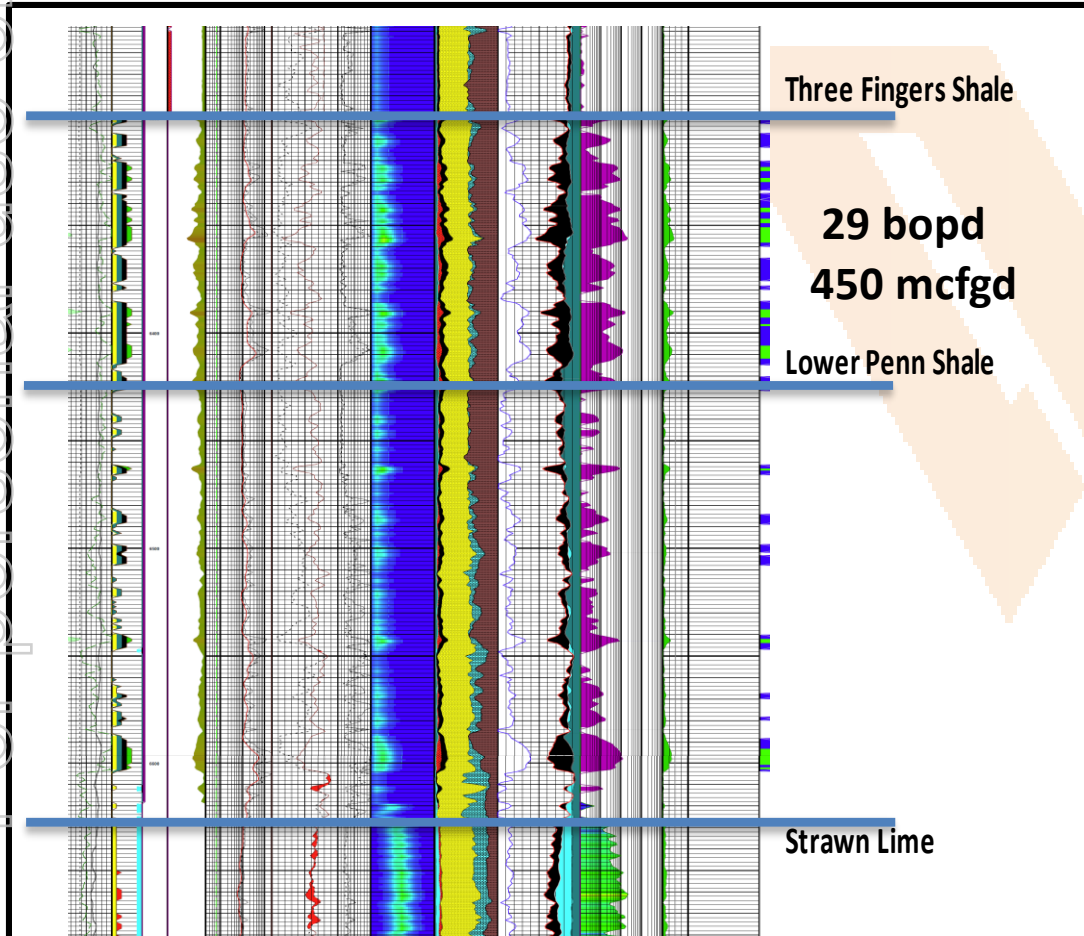 Three Fingers Shale
29 bopd
450 mcfgd
Lower Penn Shale
Strawn Lime